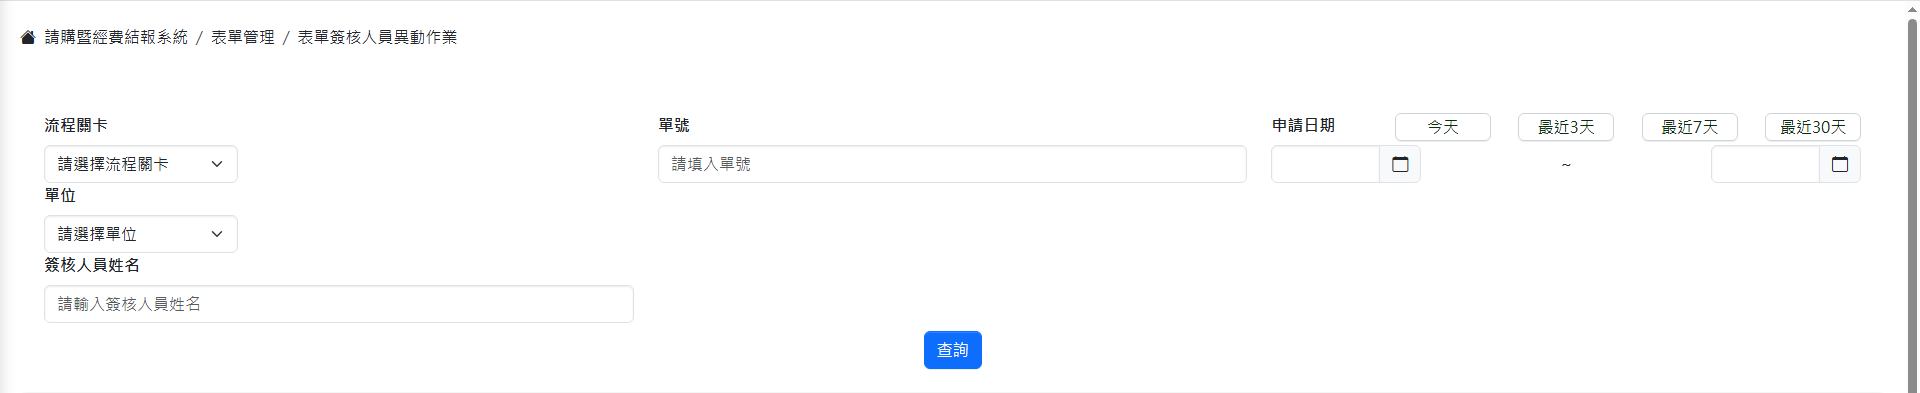 請購暨經費結報系統 / 表單管理 / 表單簽核人員異動作業
流程關卡 單號 申請日期 今天 最近3天 最近7天 最近30天
請選擇流程關卡 請填入單號 ~
單位
請選擇單位
簽核人員姓名
請輸入簽核人員姓名
查詢